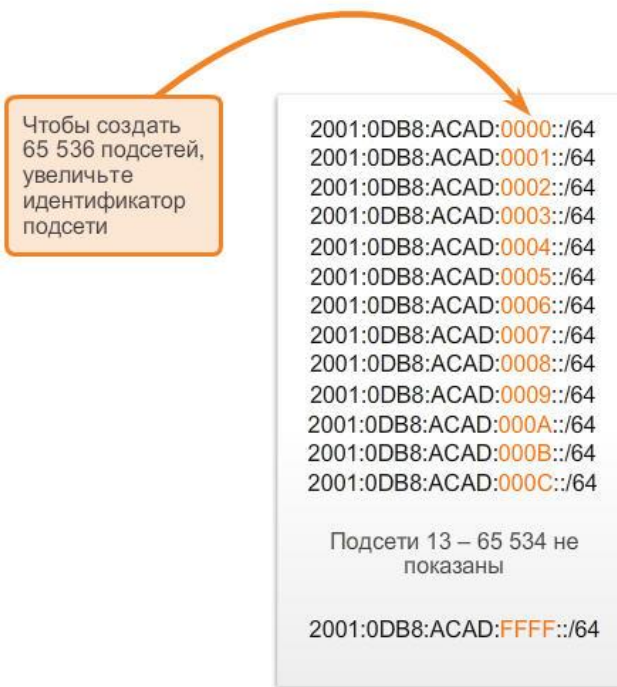 Чтобы создать
65 536 подсетей,
увеличьте
идентификатор
подсети
2001:0DB8:ACAD:0000::/64
2001:0DB8:ACAD:0001::/64
2001:0DB8:ACAD:0002::/64
2001:0DB8:ACAD:0003::/64
2001:0DB8:ACAD:0004::/64
2001:0DB8:ACAD:0005::/64
2001:0DB8:ACAD:0006::/64
2001:0DB8:ACAD:0007::/64
2001:0DB8:ACAD:0008::/64
2001:0DB8:ACAD:0009::/64
2001:0DB8:ACAD:000A::/64
2001:0DB8:ACAD:000B::/64
2001:0DB8:ACAD:000C::/64
Подсети 13 – 65 534 не
показаны
2001:0DB8:ACAD:FFFF::/64